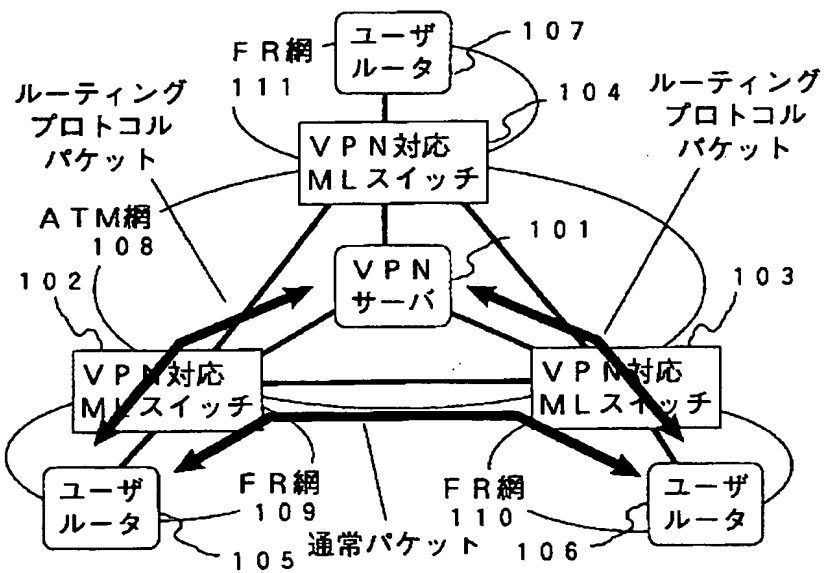 ユーザ
ルータ
107
FR網
111
104
ルーティング
プロトコル
パケット
ルーティング
プロトコル
パケット
VPN対応
MLスイッチ
ATM網
108
101
102
VPN
サーバ
103
VPN対応
MLスイッチ
VPN対応
MLスイッチ
ユーザ
ルータ
FR網
109
FR網
110
ユーザ
ルータ
105
通常パケット
106